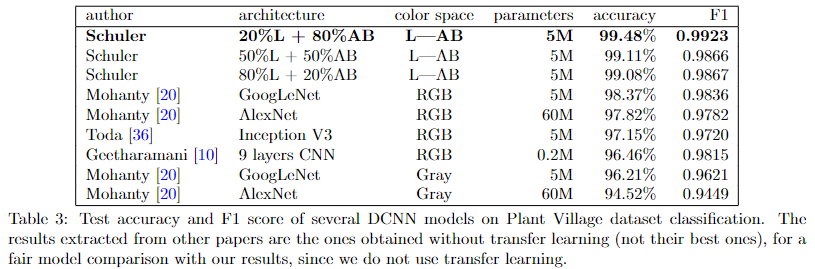 author architecture color space parameters accuracy F1
Schuler 20%L + 80%AB L—AB 5M 99.48% 0.9923
Schuler 50%L + 50%AB L—AB 5M 99.11% 0.9866
Schuler 80%L + 20%AB L—AB 5M 99.08% 0.9867
Mohanty [20] GoogLeNet RGB 5M 98.37% 0.9836
Mohanty [20] AlexNet RGB 60M 97.82% 0.9782
Toda [36] Inception V3 RGB 5M 97.15% 0.9720
Geetharamani [10] 9 layers CNN RGB 0.2M 96.46% 0.9815
Mohanty [20] GoogLeNet Gray 5M 96.21% 0.9621
Mohanty [20] AlexNet Gray 60M 94.52% 0.9449
Table 3: Test accuracy and F1 score of several DCNN models on Plant Village dataset classification. The
results extracted from other papers are the ones obtained without transfer learning (not their best ones), for a
fair model comparison with our results, since we do not use transfer learning.